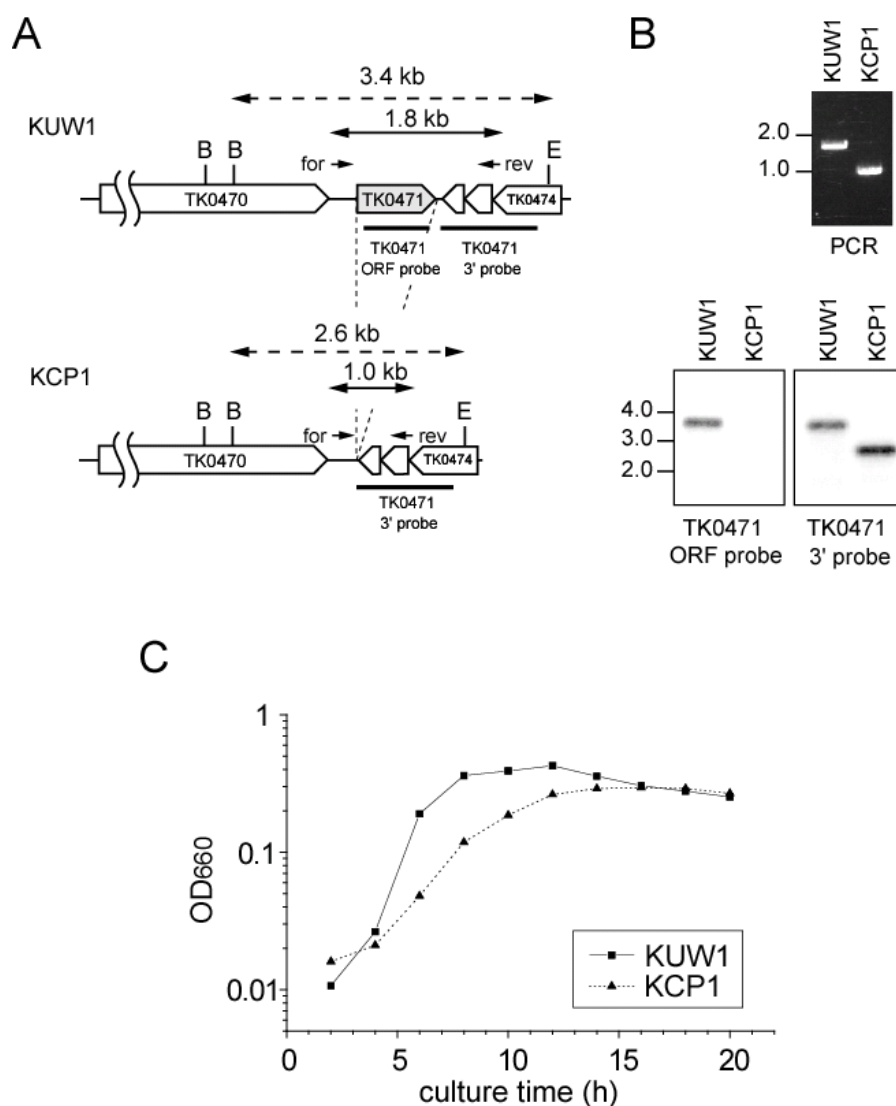 A
3.4 kb
KUW1
1.8 kb
B B
for
rev
E
TK0470
TK0471
TK0474
TK0471
ORF probe
TK0471
3' probe
2.6 kb
KCP1
1.0 kb
B B
for
rev
E
TK0470
TK0474
TK0471
3' probe
B
KUW1
KCP1
2.0
1.0
PCR
KUW1
KCP1
KUW1
KCP1
4.0
3.0
2.0
TK0471
ORF probe
TK0471
3' probe
C
1
0.1
0.01
OD660
0 5 10 15 20
culture time (h)
KUW1
KCP1